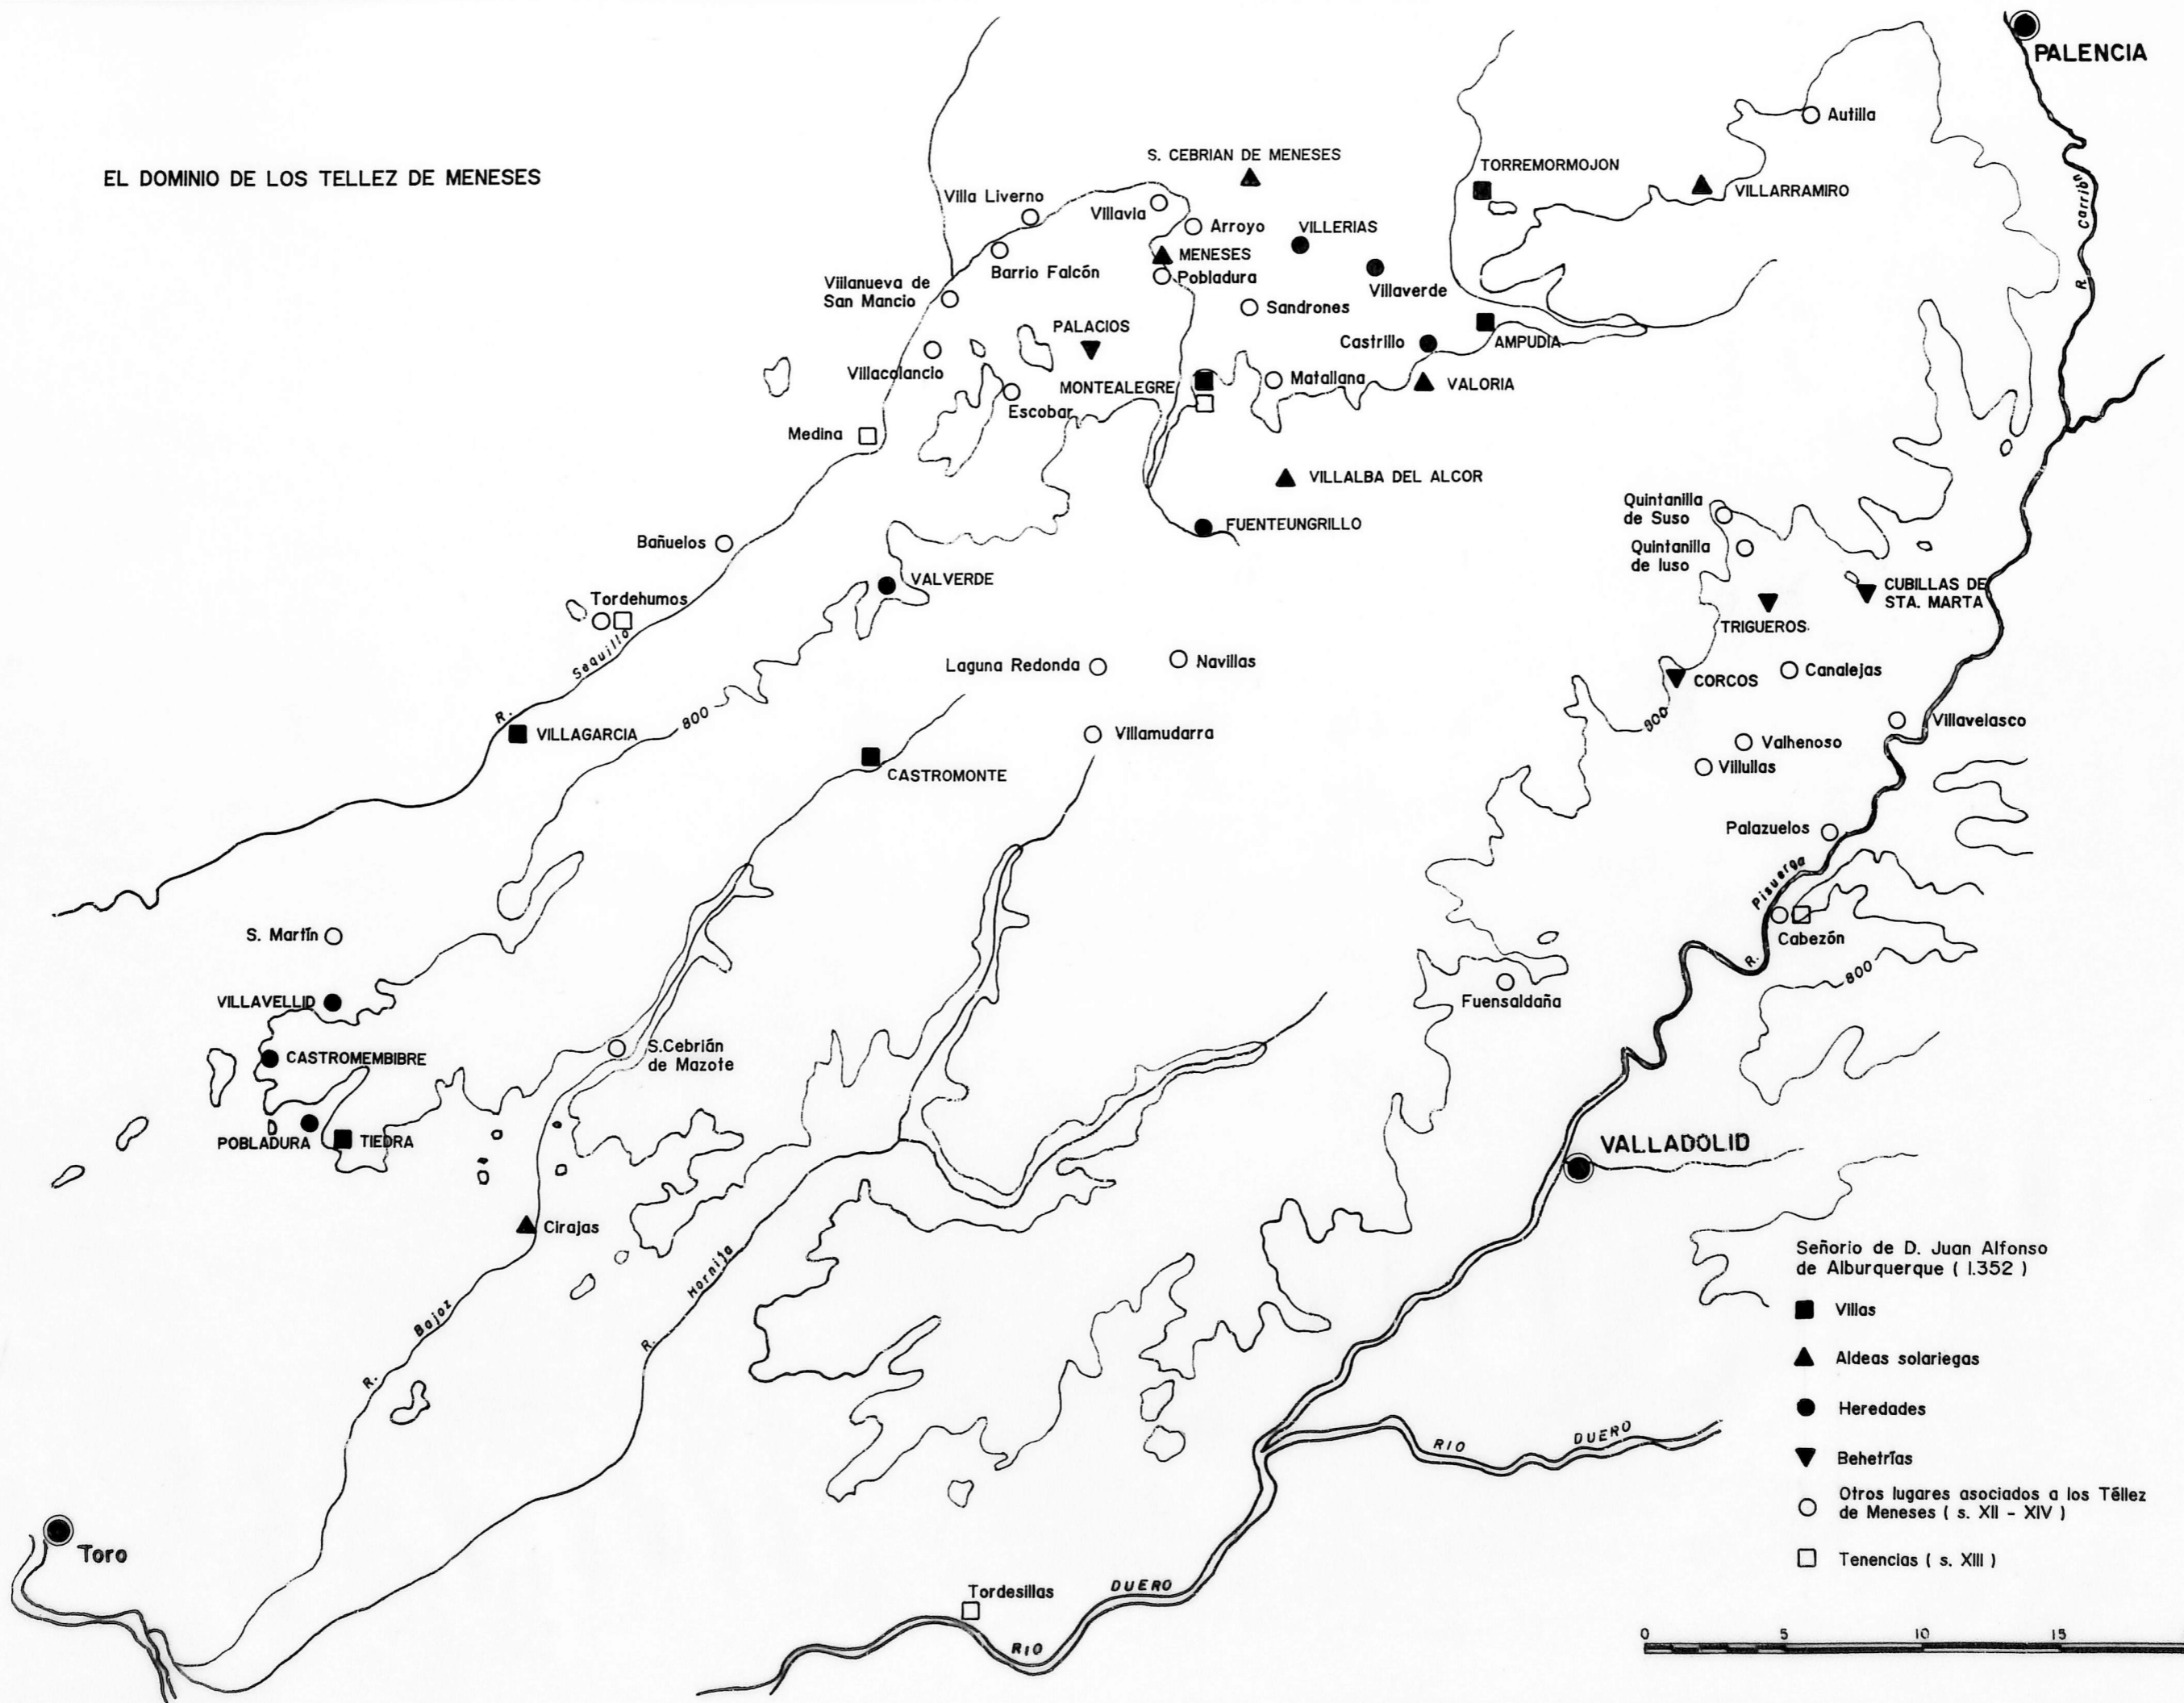 PALENCIA
Autilla
EL DOMINIO DE LOS TELLEZ DE MENESES
S. CEBRIAN DE MENESES
TORREMORMOJON
VILLARRAMIRO
R. Carribn
Villa Liverno
Villavla
Arroyo
VILLERIAS
MENESES
Barrio Falcón
Pobladura
Villaverde
Villanueva de
San Mancio
Sandrones
PALACIOS
Castrillo
AMPUDIA
Villacolancio
MONTEALEGRE
Matallana
VALORIA
Escobar
Medina
VILLALBA DEL ALCOR
FUENTEUNGRILLO
Quintanilla
de Suso
Quintanilla
de Iuso
Bañuelos
VALVERDE
CUBILLAS DE
STA. MARTA
Tordehumos
TRIGUEROS
R. Sequillo
Laguna Redonda
Navillas
CORCOS
Canalejas
800
800
VILLAGARCIA
Villamudarra
Villavelasco
Valhenoso
CASTROMONTE
Villullas
Palazuelos
R. Pisuerga
Cabezón
S. Martín
800
Fuensaldaña
VILLAVELLID
CASTROMEMBIBRE
S.Cebrián
de Mazote
POBLADURA
TIEDRA
VALLADOLID
Cirajas
R. Hornija
R. Bajoz
Señorio de D. Juan Alfonso
de Alburquerque ( 1.352 )
Villas
Aldeas solariegas
Heredades
Behetrías
Otros lugares asociados a los Téllez
de Meneses ( s. XII - XIV )
Tenencias ( s. XIII )
RIO DUERO
Toro
Tordesillas
RIO DUERO
0 5 10 15